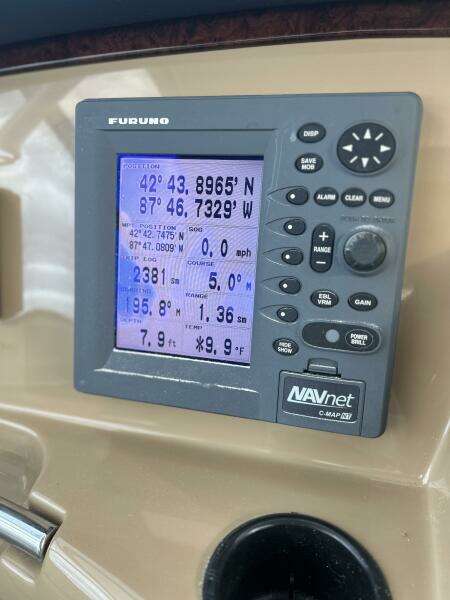 FURUNO
POSITION
42° 43. 8965' N
87° 46. 7329' W
WPT POSITION
42°42.7475' N
87°47.0809' W
SOG
0.0 mph
TRIP LOG
2381 sm
COURSE
5.0° M
BEARING
195.8° M
RANGE
1.36 sm
DEPTH
7.9 ft
TEMP
*9.9 °F
DISP
SAVE
MOB
ALARM
CLEAR
MENU
+
RANGE
−
EBL
VRM
GAIN
HIDE
SHOW
POWER
BRILL
NAVnet
C-MAP NT